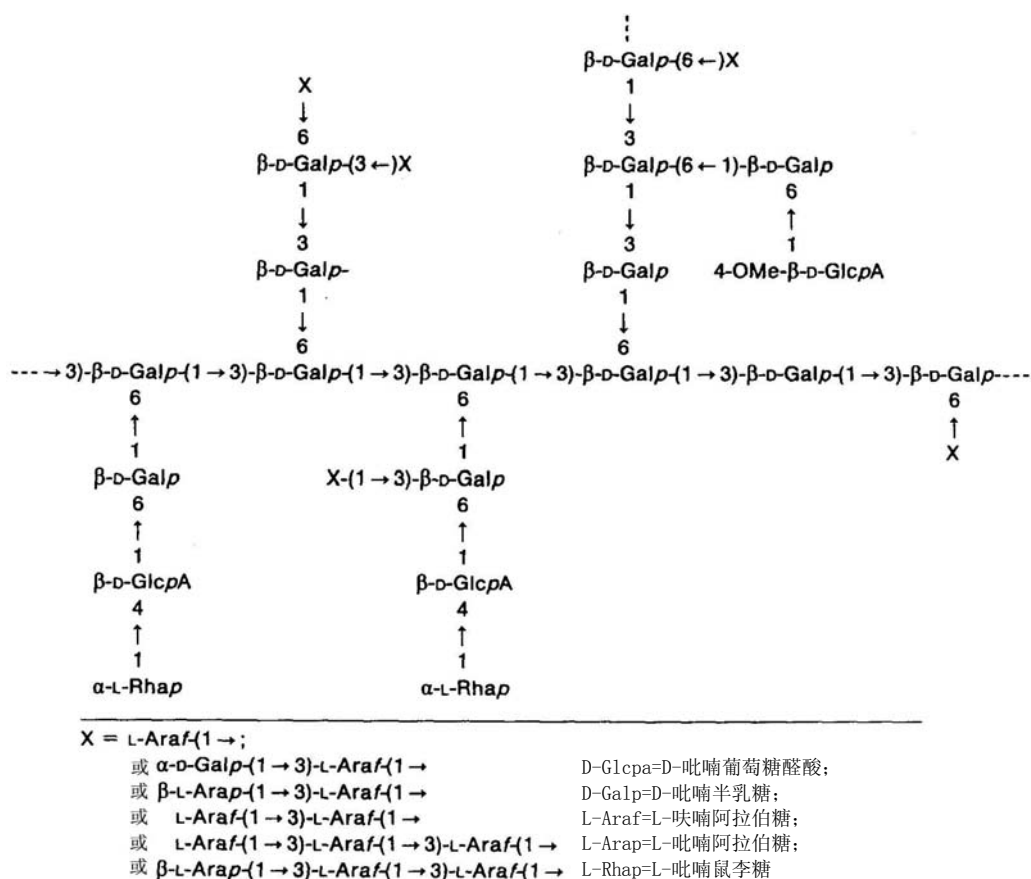 β-D-Galp-(6 ←)X
X
1
↓
↓
6
3
β-D-Galp-(3 ←)X
β-D-Galp-(6 ← 1)-β-D-Galp
1
1
6
↓
↓
↑
3
3
1
β-D-Galp-
β-D-Galp
4-OMe-β-D-GlcpA
1
1
↓
↓
6
6
--- → 3)-β-D-Galp-(1 → 3)-β-D-Galp-(1 → 3)-β-D-Galp-(1 → 3)-β-D-Galp-(1 → 3)-β-D-Galp-(1 → 3)-β-D-Galp----
6
6
6
↑
↑
↑
1
1
X
β-D-Galp
X-(1 → 3)-β-D-Galp
6
6
↑
↑
1
1
β-D-GlcpA
β-D-GlcpA
4
4
↑
↑
1
1
α-L-Rhap
α-L-Rhap
X = L-Araf-(1 → ;
或 α-D-Galp-(1 → 3)-L-Araf-(1 →
D-Glcpa=D-吡喃葡萄糖醛酸;
或 β-L-Arap-(1 → 3)-L-Araf-(1 →
D-Galp=D-吡喃半乳糖;
或 L-Araf-(1 → 3)-L-Araf-(1 →
L-Araf=L-呋喃阿拉伯糖;
或 L-Araf-(1 → 3)-L-Araf-(1 → 3)-L-Araf-(1 →
L-Arap=L-吡喃阿拉伯糖;
或 β-L-Arap-(1 → 3)-L-Araf-(1 → 3)-L-Araf-(1 →
L-Rhap=L-吡喃鼠李糖